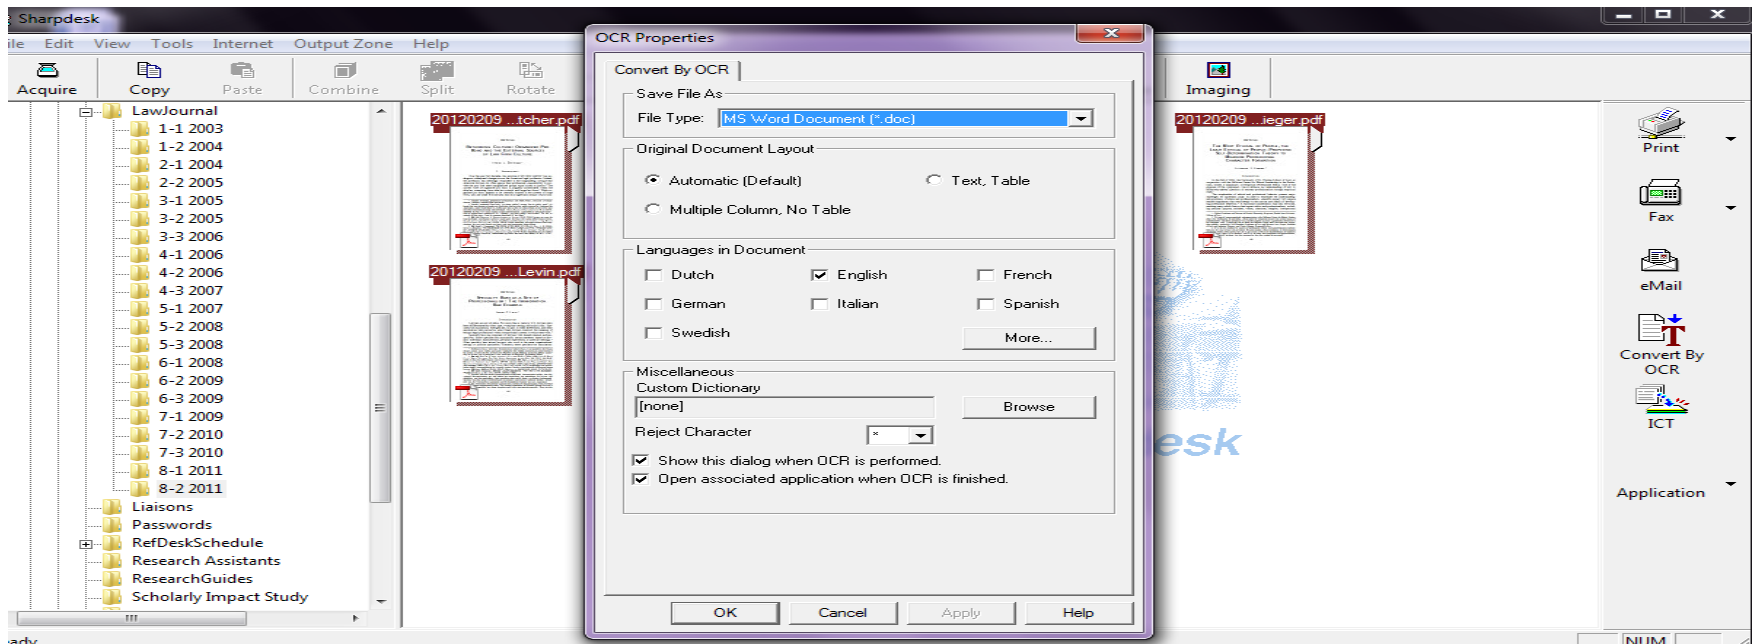 Sharpdesk
ile Edit View Tools Internet Output Zone Help
Acquire Copy Paste Combine Split Rotate Imaging
LawJournal
1-1 2003
1-2 2004
2-1 2004
2-2 2005
3-1 2005
3-2 2005
3-3 2006
4-1 2006
4-2 2006
4-3 2007
5-1 2007
5-2 2008
5-3 2008
6-1 2008
6-2 2009
6-3 2009
7-1 2009
7-2 2010
7-3 2010
8-1 2011
8-2 2011
Liaisons
Passwords
RefDeskSchedule
Research Assistants
ResearchGuides
Scholarly Impact Study
20120209 ...tcher.pdf
20120209 ...Levin.pdf
20120209 ...ieger.pdf
esk
OCR Properties
Convert By OCR
Save File As
File Type: MS Word Document (*.doc)
Original Document Layout
Automatic (Default) Text, Table
Multiple Column, No Table
Languages in Document
Dutch English French
German Italian Spanish
Swedish More...
Miscellaneous
Custom Dictionary
[none] Browse
Reject Character *
Show this dialog when OCR is performed.
Open associated application when OCR is finished.
OK Cancel Apply Help
Print
Fax
eMail
Convert By
OCR
ICT
Application
eady
NUM